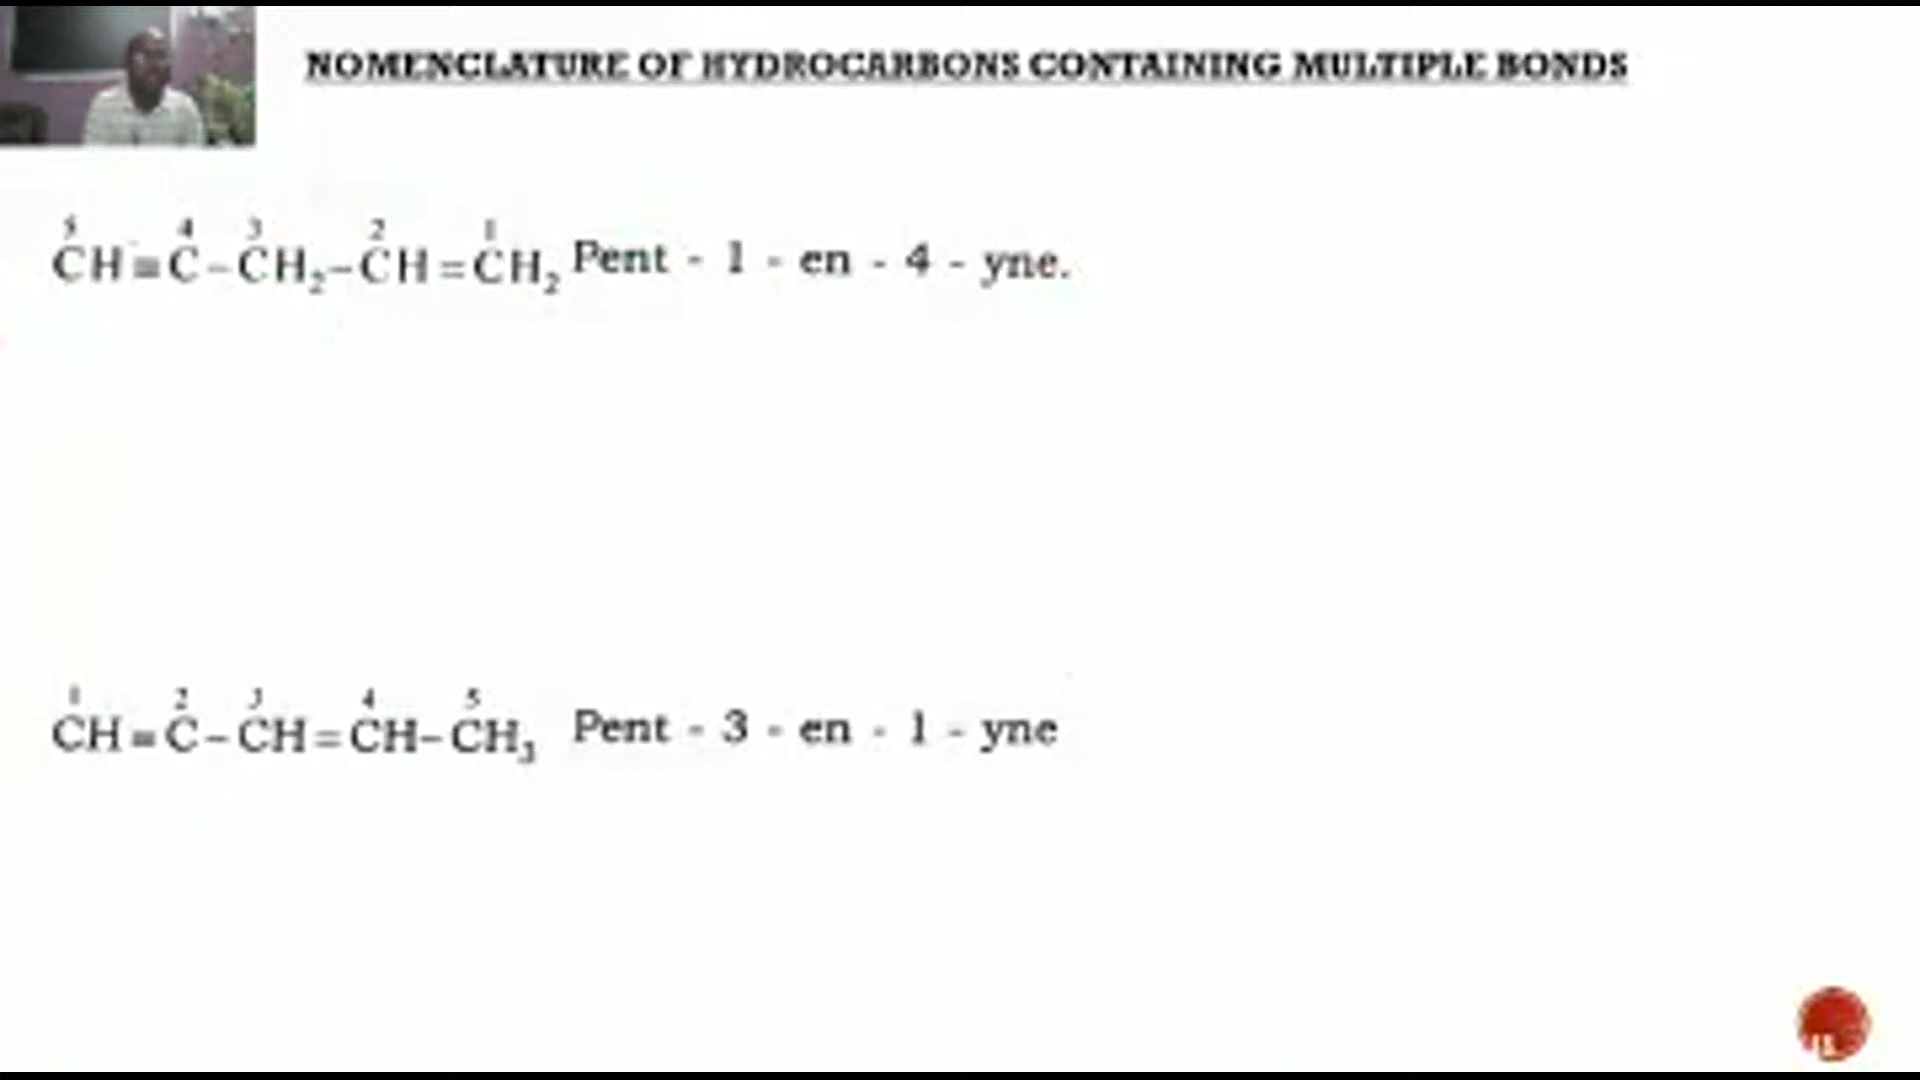 NOMENCLATURE OF HYDROCARBONS CONTAINING MULTIPLE BONDS
5 4 3 2 1
CH≡C–CH₂–CH=CH₂ Pent - 1 - en - 4 - yne.
1 2 3 4 5
CH≡C–CH=CH–CH₃ Pent - 3 - en - 1 - yne